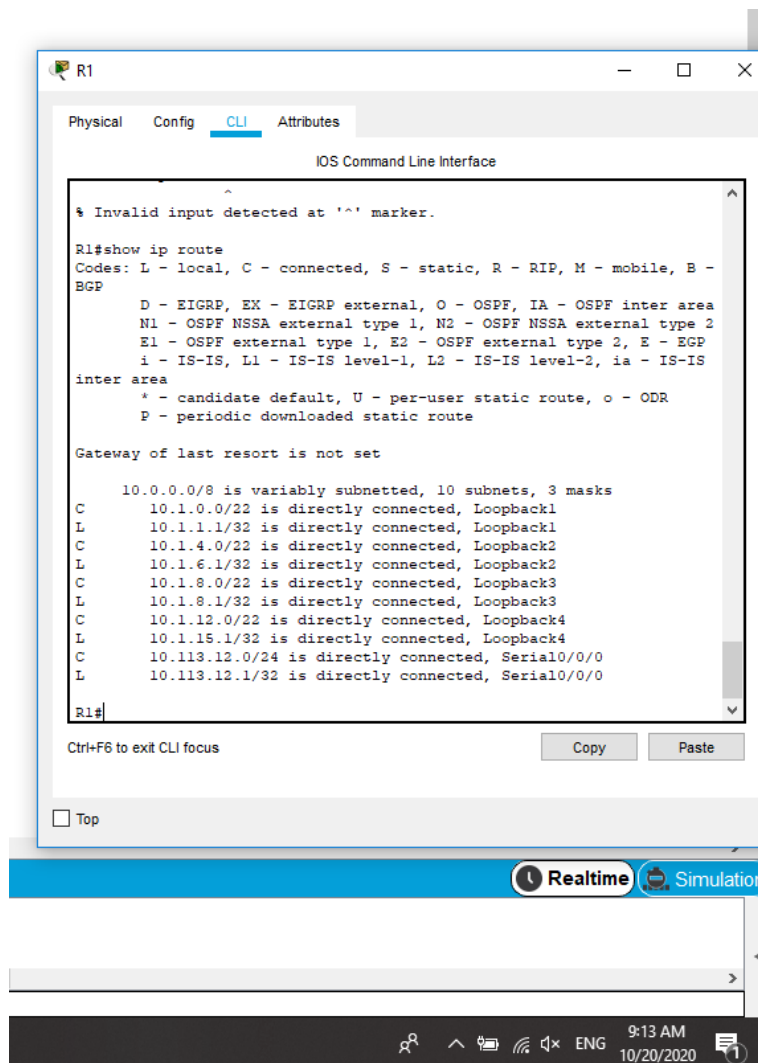 R1
Physical Config CLI Attributes
IOS Command Line Interface
^
% Invalid input detected at '^' marker.
R1#show ip route
Codes: L - local, C - connected, S - static, R - RIP, M - mobile, B -
BGP
D - EIGRP, EX - EIGRP external, O - OSPF, IA - OSPF inter area
N1 - OSPF NSSA external type 1, N2 - OSPF NSSA external type 2
E1 - OSPF external type 1, E2 - OSPF external type 2, E - EGP
i - IS-IS, L1 - IS-IS level-1, L2 - IS-IS level-2, ia - IS-IS
inter area
* - candidate default, U - per-user static route, o - ODR
P - periodic downloaded static route
Gateway of last resort is not set
10.0.0.0/8 is variably subnetted, 10 subnets, 3 masks
C 10.1.0.0/22 is directly connected, Loopback1
L 10.1.1.1/32 is directly connected, Loopback1
C 10.1.4.0/22 is directly connected, Loopback2
L 10.1.6.1/32 is directly connected, Loopback2
C 10.1.8.0/22 is directly connected, Loopback3
L 10.1.8.1/32 is directly connected, Loopback3
C 10.1.12.0/22 is directly connected, Loopback4
L 10.1.15.1/32 is directly connected, Loopback4
C 10.113.12.0/24 is directly connected, Serial0/0/0
L 10.113.12.1/32 is directly connected, Serial0/0/0
R1#
Ctrl+F6 to exit CLI focus Copy Paste
Top
Realtime Simulation
ENG 9:13 AM
10/20/2020 1